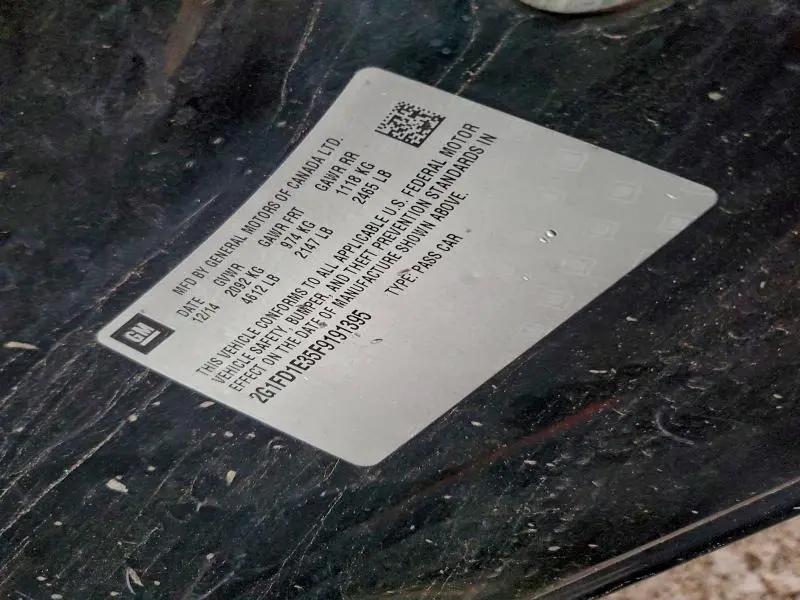 GM
MFD BY GENERAL MOTORS OF CANADA LTD.
DATE GVWR GAWR FRT GAWR RR
12/14 2092 KG 974 KG 1118 KG
4612 LB 2147 LB 2465 LB
THIS VEHICLE CONFORMS TO ALL APPLICABLE U.S. FEDERAL MOTOR
VEHICLE SAFETY, BUMPER, AND THEFT PREVENTION STANDARDS IN
EFFECT ON THE DATE OF MANUFACTURE SHOWN ABOVE.
2G1FD1E35F9191395 TYPE: PASS CAR